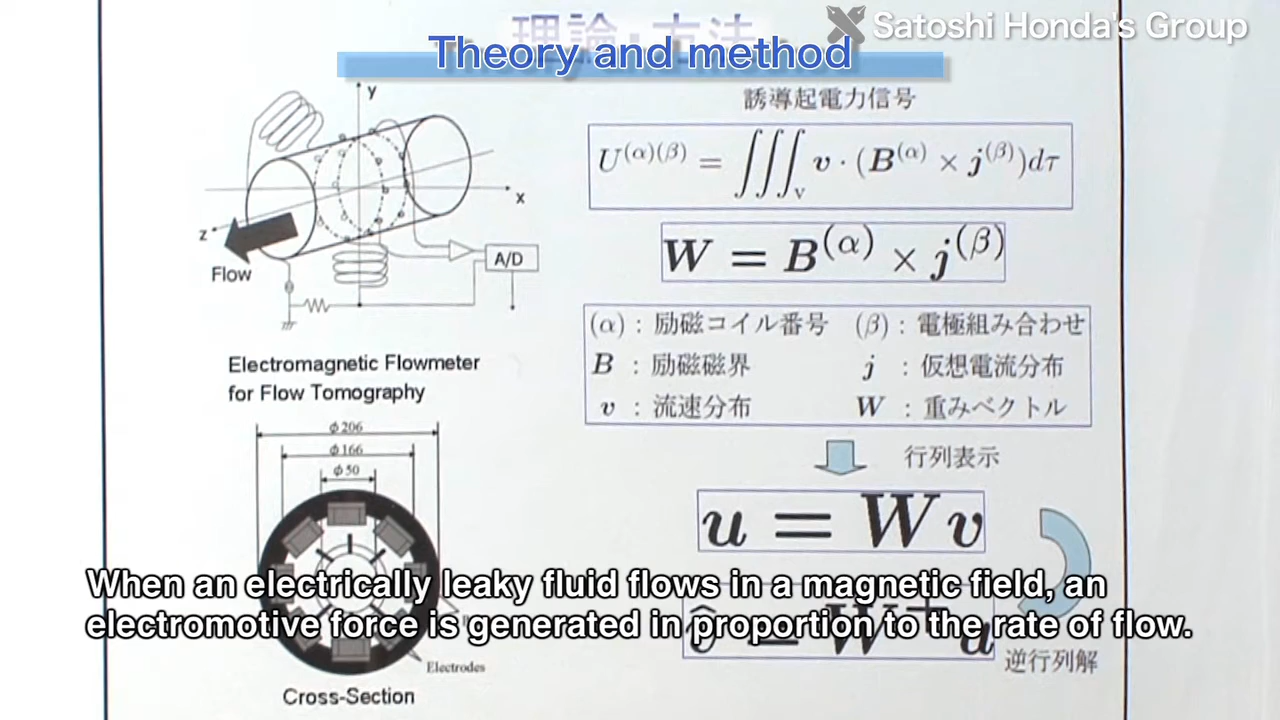 理論・方法
Satoshi Honda's Group
Theory and method
y
x
z
Flow
A/D
Electromagnetic Flowmeter
for Flow Tomography
ϕ206
ϕ166
ϕ50
Electrodes
Cross-Section
誘導起電力信号
U^(α)(β) = ∭_V v · (B^(α) × j^(β))dτ
W = B^(α) × j^(β)
(α) : 励磁コイル番号 (β) : 電極組み合わせ
B : 励磁磁界 j : 仮想電流分布
v : 流速分布 W : 重みベクトル
行列表示
u = W v
v̂ = W⁺ u
逆行列解
When an electrically leaky fluid flows in a magnetic field, an
electromotive force is generated in proportion to the rate of flow.